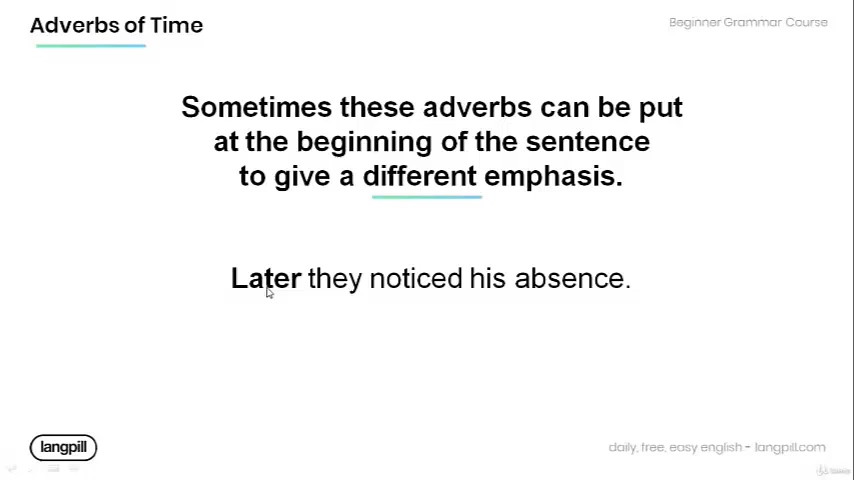 Adverbs of Time
Beginner Grammar Course
Sometimes these adverbs can be put
at the beginning of the sentence
to give a different emphasis.
Later they noticed his absence.
langpill
daily, free, easy english - langpill.com